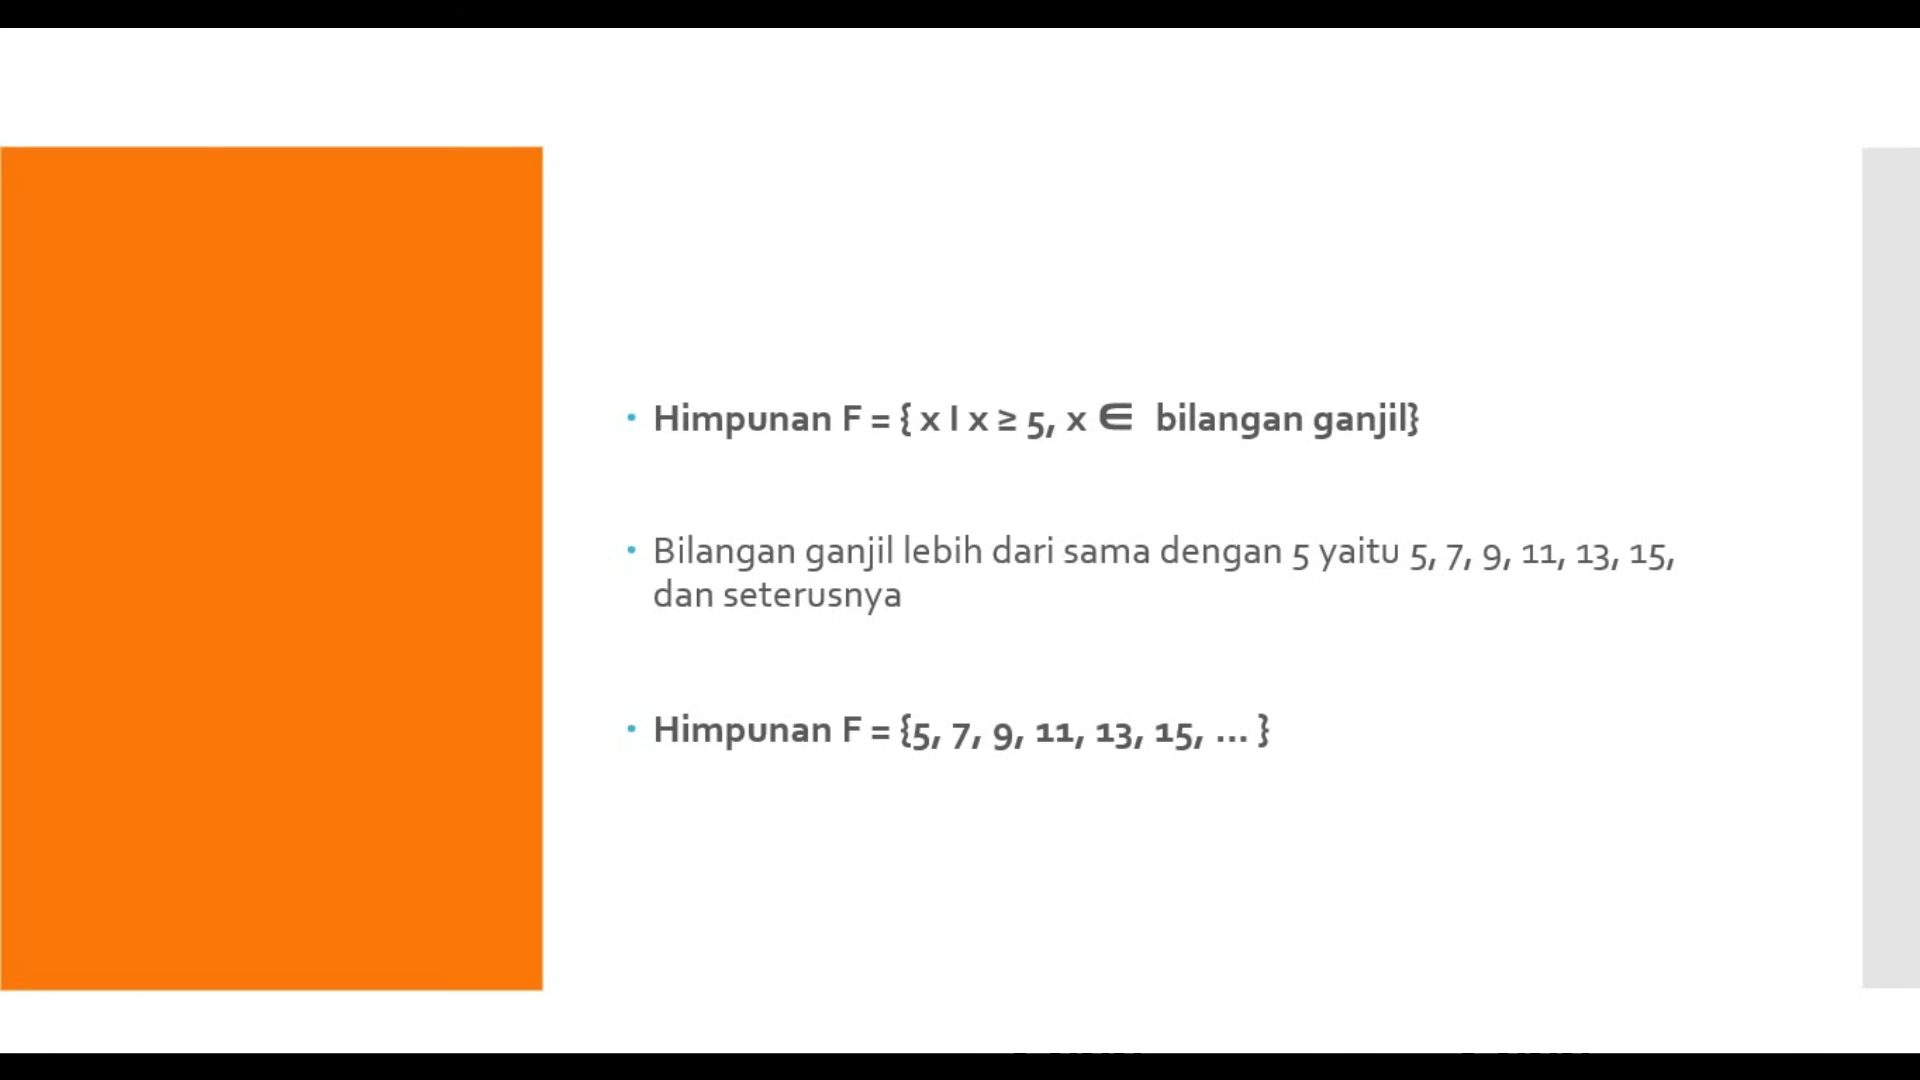 • Himpunan F = { x I x ≥ 5, x ∈ bilangan ganjil}
• Bilangan ganjil lebih dari sama dengan 5 yaitu 5, 7, 9, 11, 13, 15,
dan seterusnya
• Himpunan F = {5, 7, 9, 11, 13, 15, ... }